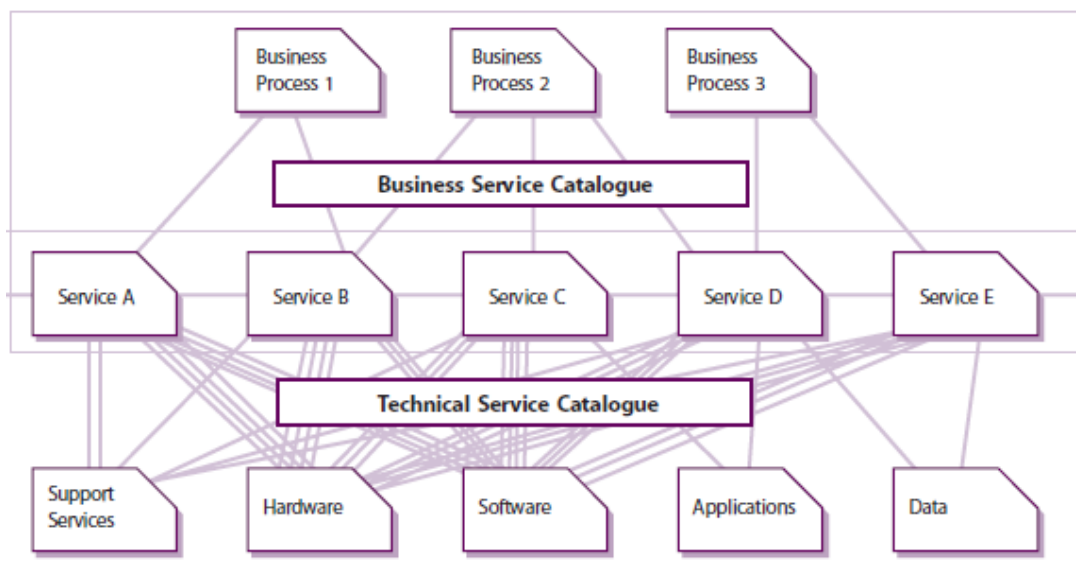 Business
Process 1
Business
Process 2
Business
Process 3
Business Service Catalogue
Service A
Service B
Service C
Service D
Service E
Technical Service Catalogue
Support
Services
Hardware
Software
Applications
Data